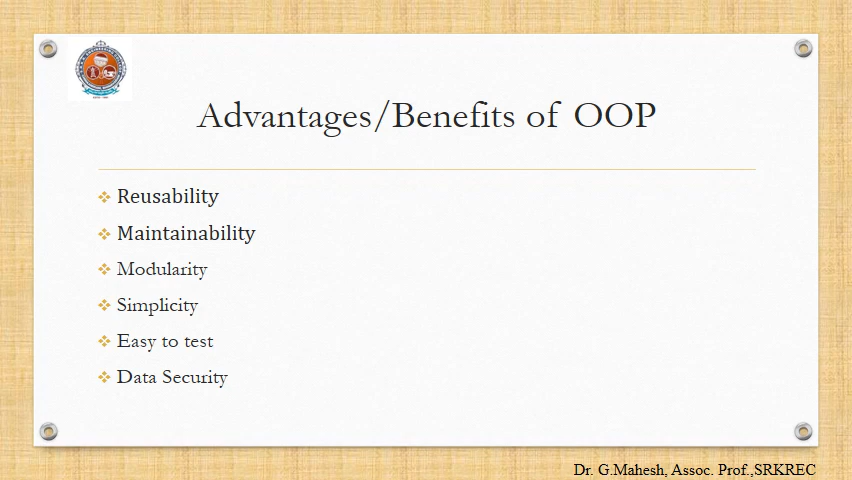 Advantages/Benefits of OOP
Reusability
Maintainability
Modularity
Simplicity
Easy to test
Data Security
Dr. G.Mahesh, Assoc. Prof.,SRKREC